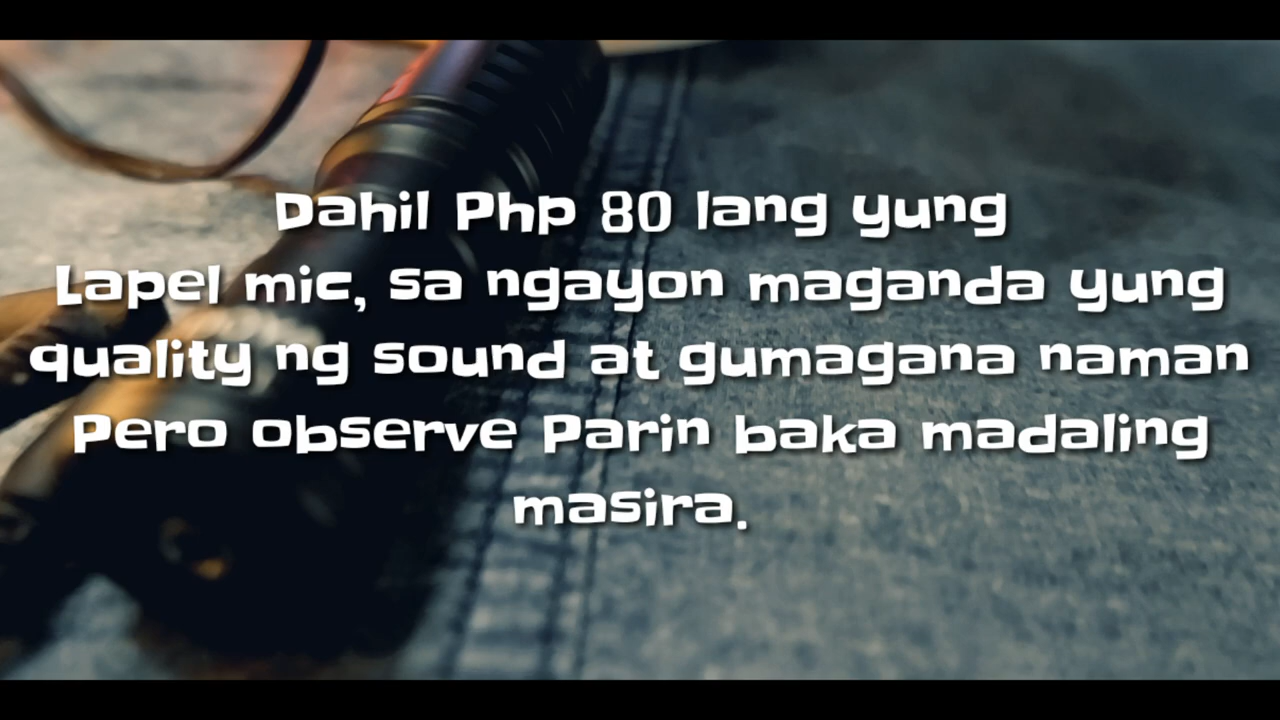 Dahil Php 80 lang yung
Lapel mic, sa ngayon maganda yung
quality ng sound at gumagana naman
Pero observe Parin baka madaling
masira.